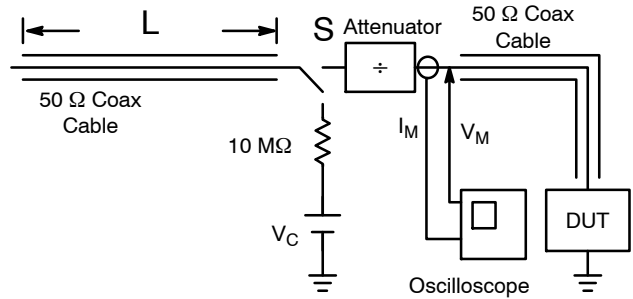 L
S
Attenuator
÷
50 Ω Coax
Cable
50 Ω Coax
Cable
10 MΩ
I_M
V_M
V_C
DUT
Oscilloscope